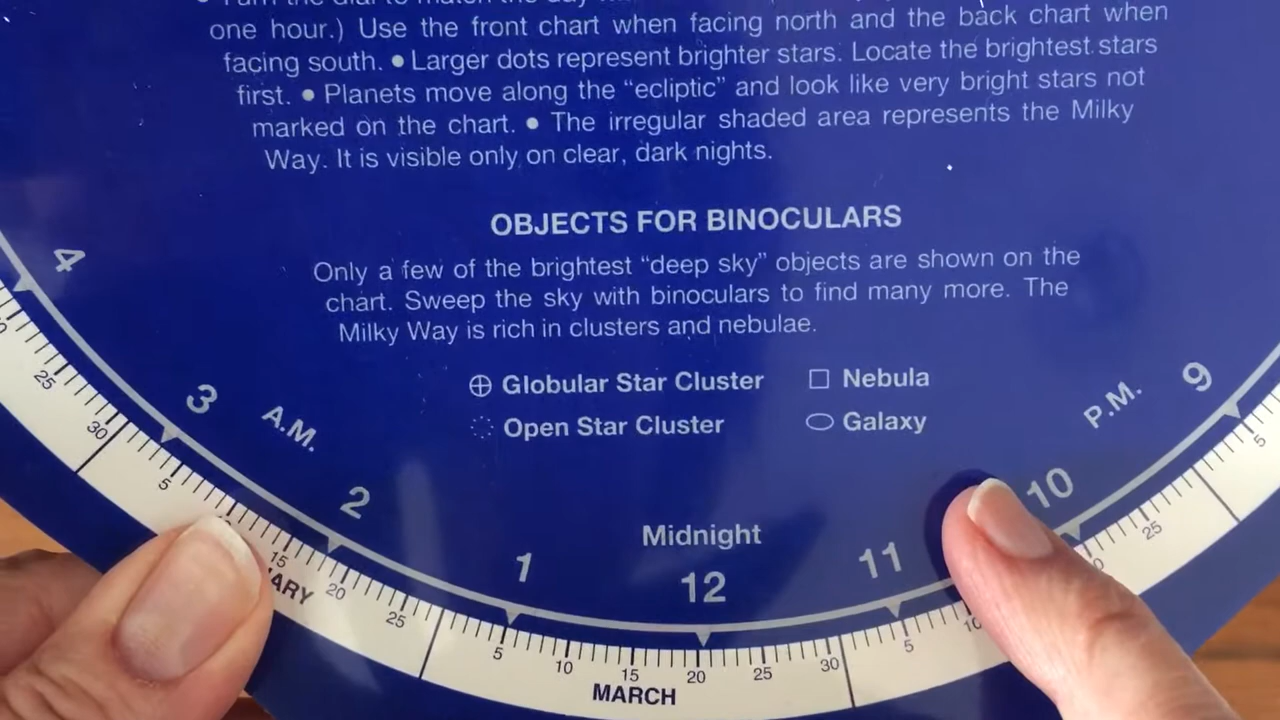 one hour.) Use the front chart when facing north and the back chart when
facing south. • Larger dots represent brighter stars. Locate the brightest stars
first. • Planets move along the “ecliptic” and look like very bright stars not
marked on the chart. • The irregular shaded area represents the Milky
Way. It is visible only on clear, dark nights.
OBJECTS FOR BINOCULARS
Only a few of the brightest “deep sky” objects are shown on the
chart. Sweep the sky with binoculars to find many more. The
Milky Way is rich in clusters and nebulae.
Globular Star Cluster
Nebula
Open Star Cluster
Galaxy
4
3
A.M.
2
1
Midnight
12
11
10
P.M.
9
25
30
5
15
20
25
5
10
15
20
25
30
5
10
25
5
MARCH